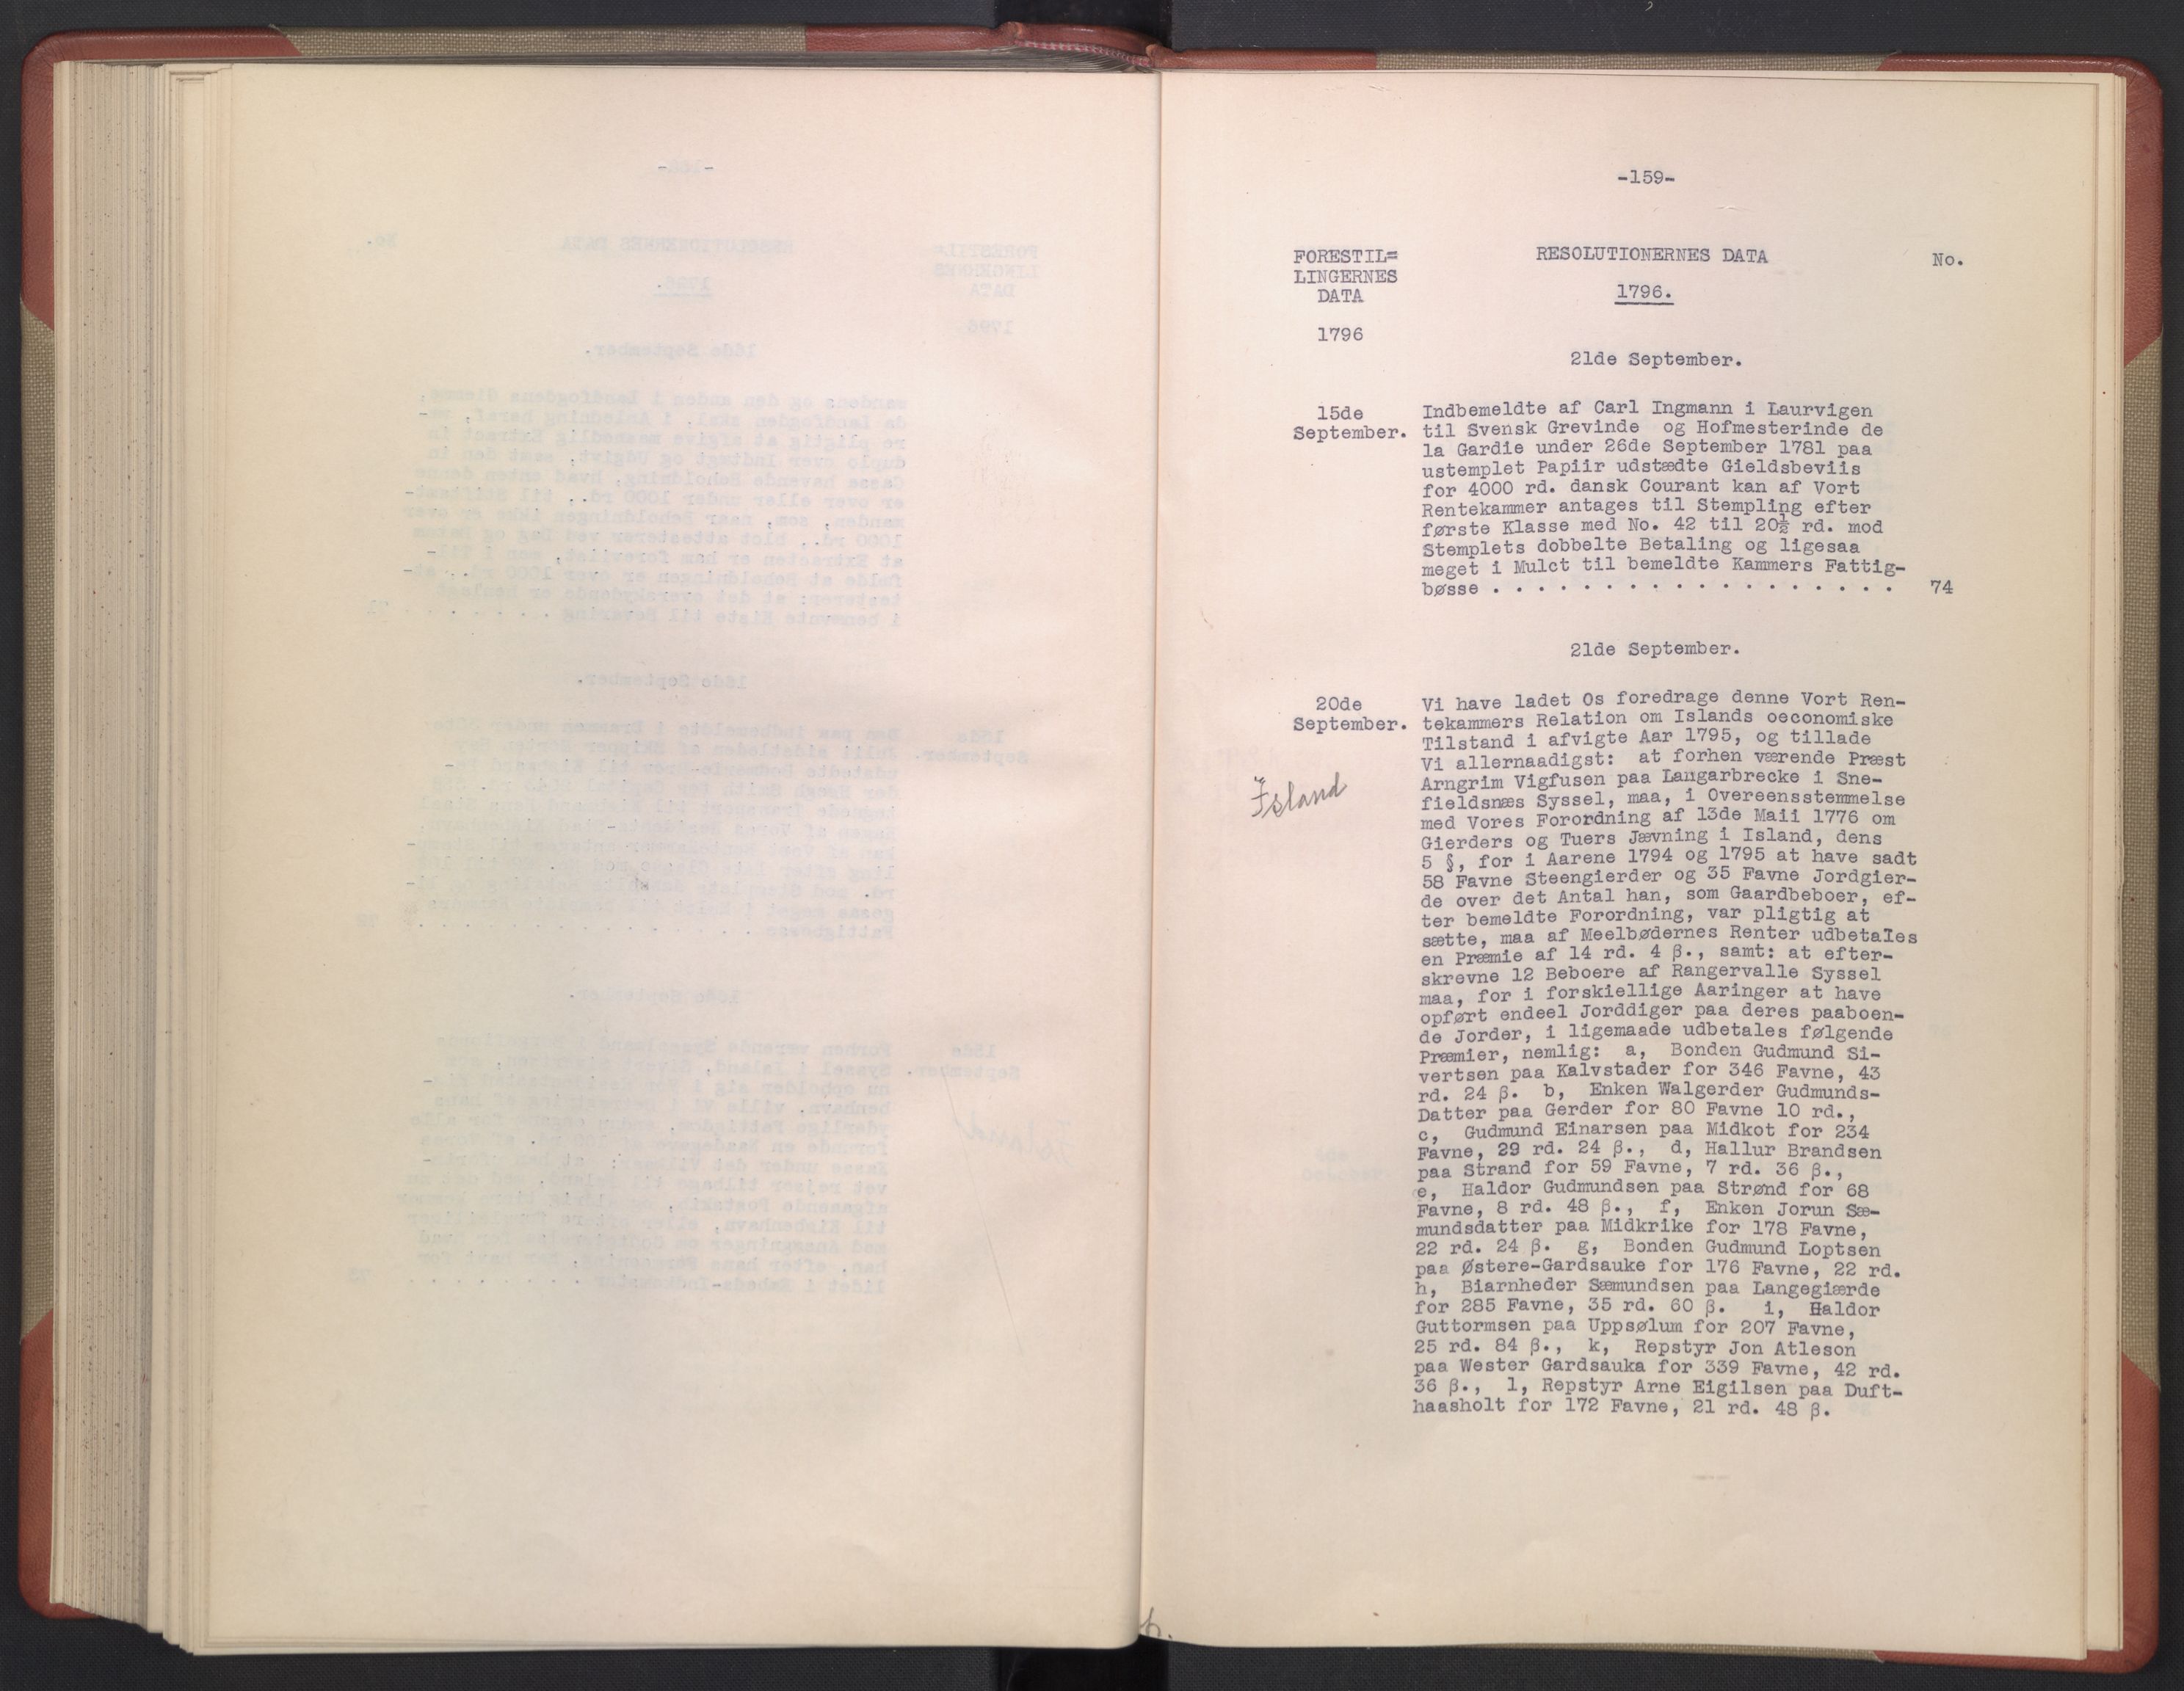 -159-
FORESTIL=
LINGERNES
DATA
RESOLUTIONERNES DATA
No.
1796.
1796
21de September.
15de
September.
Indbemeldte af Carl Ingmann i Laurvigen
til Svensk Grevinde og Hofmesterinde de
la Gardie under 26de September 1781 paa
ustemplet Papiir udstædte Gieldsbeviis
for 4000 rd. dansk Courant kan af Vort
Rentekammer antages til Stempling efter
første Klasse med No. 42 til 20½ rd. mod
Stemplets dobbelte Betaling og ligesaa
meget i Mulct til bemeldte Kammers Fattig-
bøsse . . . . . . . . . . . . . . . . . . 74
21de September.
20de
September.
Island
Vi have ladet Os foredrage denne Vort Ren-
tekammers Relation om Islands oeconomiske
Tilstand i afvigte Aar 1795, og tillade
Vi allernaadigst: at forhen værende Præst
Arngrim Vigfusen paa Langarbrecke i Sne-
fieldsnæs Syssel, maa, i Overeensstemmelse
med Vores Forordning af 13de Maii 1776 om
Gierders og Tuers Jævning i Island, dens
5 §, for i Aarene 1794 og 1795 at have sadt
58 Favne Steengierder og 35 Favne Jordgier-
de over det Antal han, som Gaardbeboer, ef-
ter bemeldte Forordning, var pligtig at
sætte, maa af Meelbødernes Renter udbetales
en Præmie af 14 rd. 4 β., samt: at efter-
skrevne 12 Beboere af Rangervalle Syssel
maa, for i forskiellige Aaringer at have
opført endeel Jorddiger paa deres paaboen-
de Jorder, i ligemaade udbetales følgende
Præmier, nemlig: a, Bonden Gudmund Si-
vertsen paa Kalvstader for 346 Favne, 43
rd. 24 β. b, Enken Walgerder Gudmunds-
Datter paa Gerder for 80 Favne 10 rd.,
c, Gudmund Einarsen paa Midkot for 234
Favne, 29 rd. 24 β., d, Hallur Brandsen
paa Strand for 59 Favne, 7 rd. 36 β.,
e, Haldor Gudmundsen paa Strønd for 68
Favne, 8 rd. 48 β., f, Enken Jorun Sæ-
mundsdatter paa Midkrike for 178 Favne,
22 rd. 24 β. g, Bonden Gudmund Loptsen
paa Østere-Gardsauke for 176 Favne, 22 rd.
h, Biarnheder Sæmundsen paa Langegiærde
for 285 Favne, 35 rd. 60 β. i, Haldor
Guttormsen paa Uppsølum for 207 Favne,
25 rd. 84 β., k, Repstyr Jon Atleson
paa Wester Gardsauka for 339 Favne, 42 rd.
36 β., l, Repstyr Arne Eigilsen paa Duft-
haasholt for 172 Favne, 21 rd. 48 β.